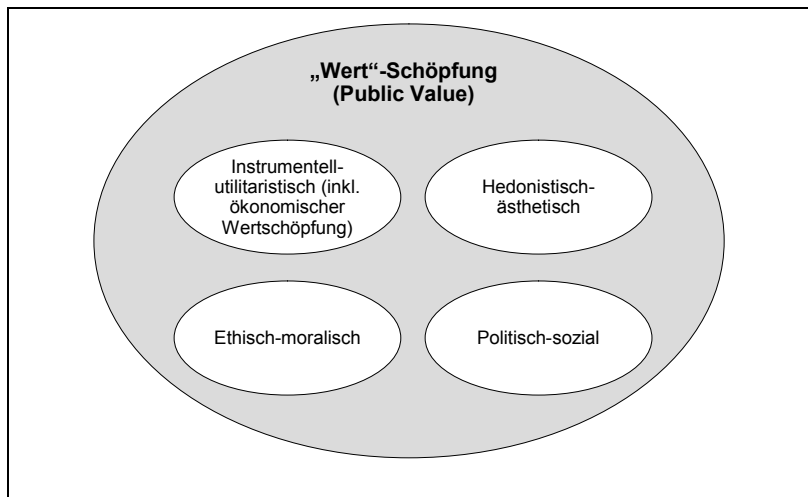 „Wert“-Schöpfung
(Public Value)
Instrumentell-
utilitaristisch (inkl.
ökonomischer
Wertschöpfung)
Hedonistisch-
ästhetisch
Ethisch-moralisch
Politisch-sozial